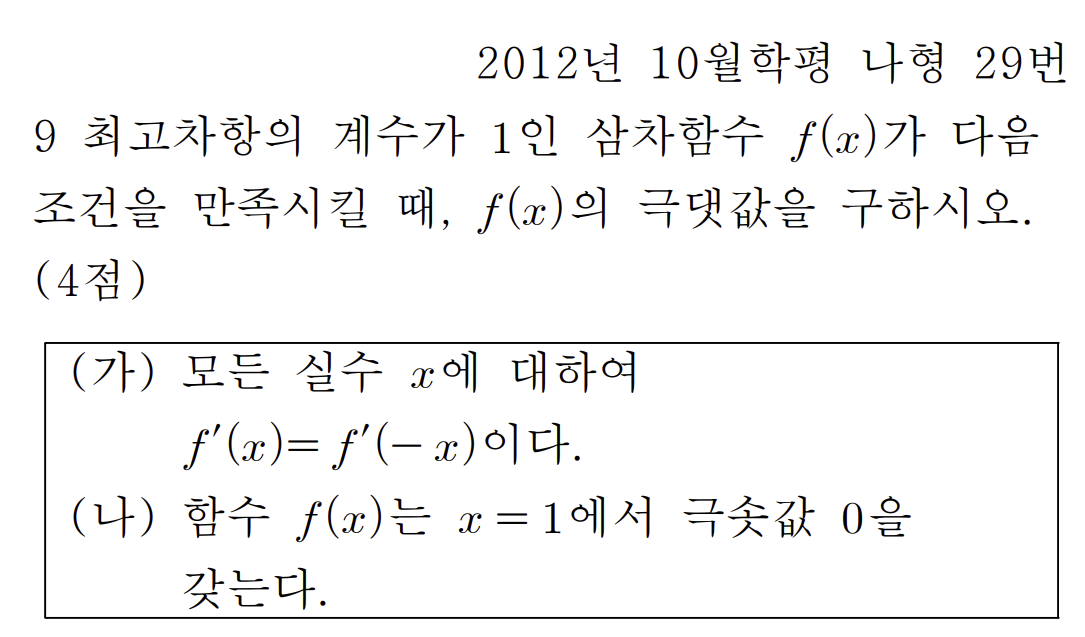 2012년 10월학평 나형 29번
9 최고차항의 계수가 1인 삼차함수 f(x)가 다음
조건을 만족시킬 때, f(x)의 극댓값을 구하시오.
(4점)
(가) 모든 실수 x에 대하여
f′(x)= f′(− x)이다.
(나) 함수 f(x)는 x = 1에서 극솟값 0을
갖는다.